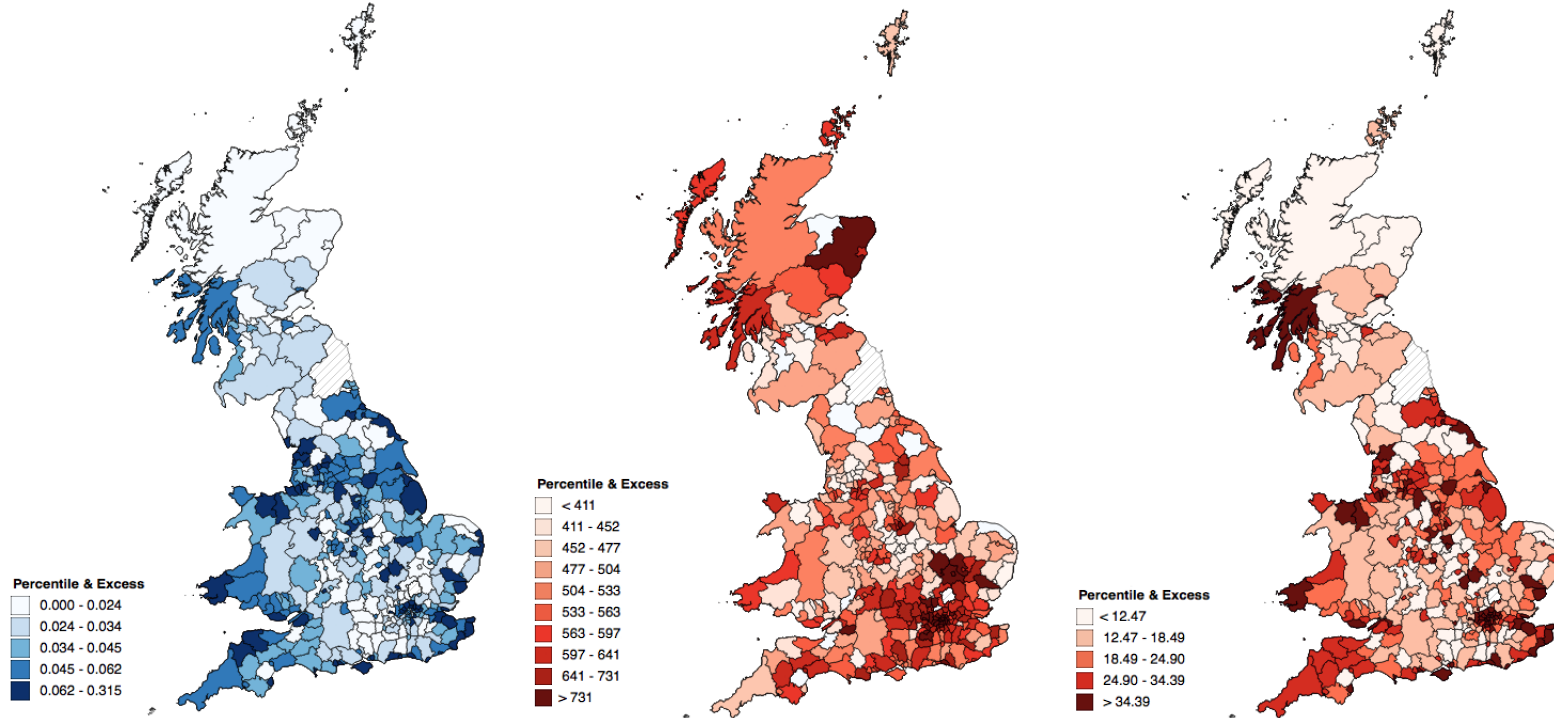 Percentile & Excess
0.000 - 0.024
0.024 - 0.034
0.034 - 0.045
0.045 - 0.062
0.062 - 0.315
Percentile & Excess
< 411
411 - 452
452 - 477
477 - 504
504 - 533
533 - 563
563 - 597
597 - 641
641 - 731
> 731
Percentile & Excess
< 12.47
12.47 - 18.49
18.49 - 24.90
24.90 - 34.39
> 34.39